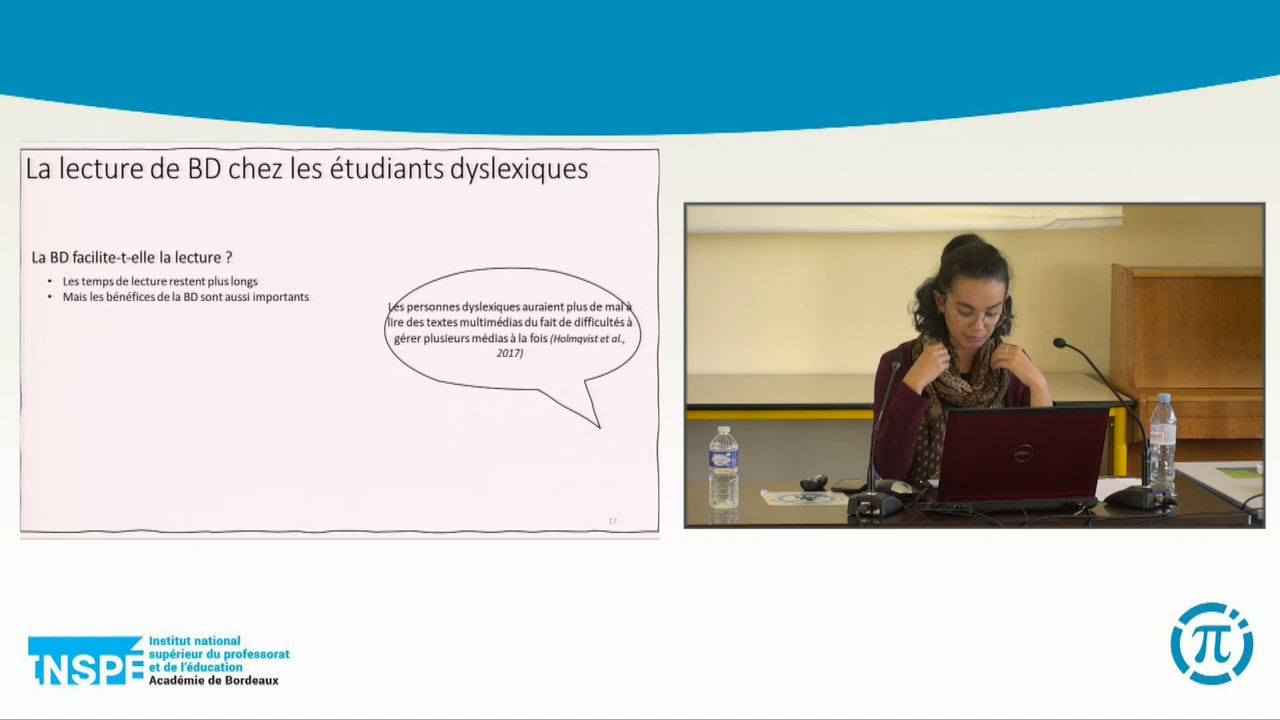 La lecture de BD chez les étudiants dyslexiques
La BD facilite-t-elle la lecture ?
• Les temps de lecture restent plus longs
• Mais les bénéfices de la BD sont aussi importants
Les personnes dyslexiques auraient plus de mal à
lire des textes multimédias du fait de difficultés à
gérer plusieurs médias à la fois (Holmqvist et al.,
2017)
17
DELL
INSPÉ
Institut national
supérieur du professorat
et de l'éducation
Académie de Bordeaux
π